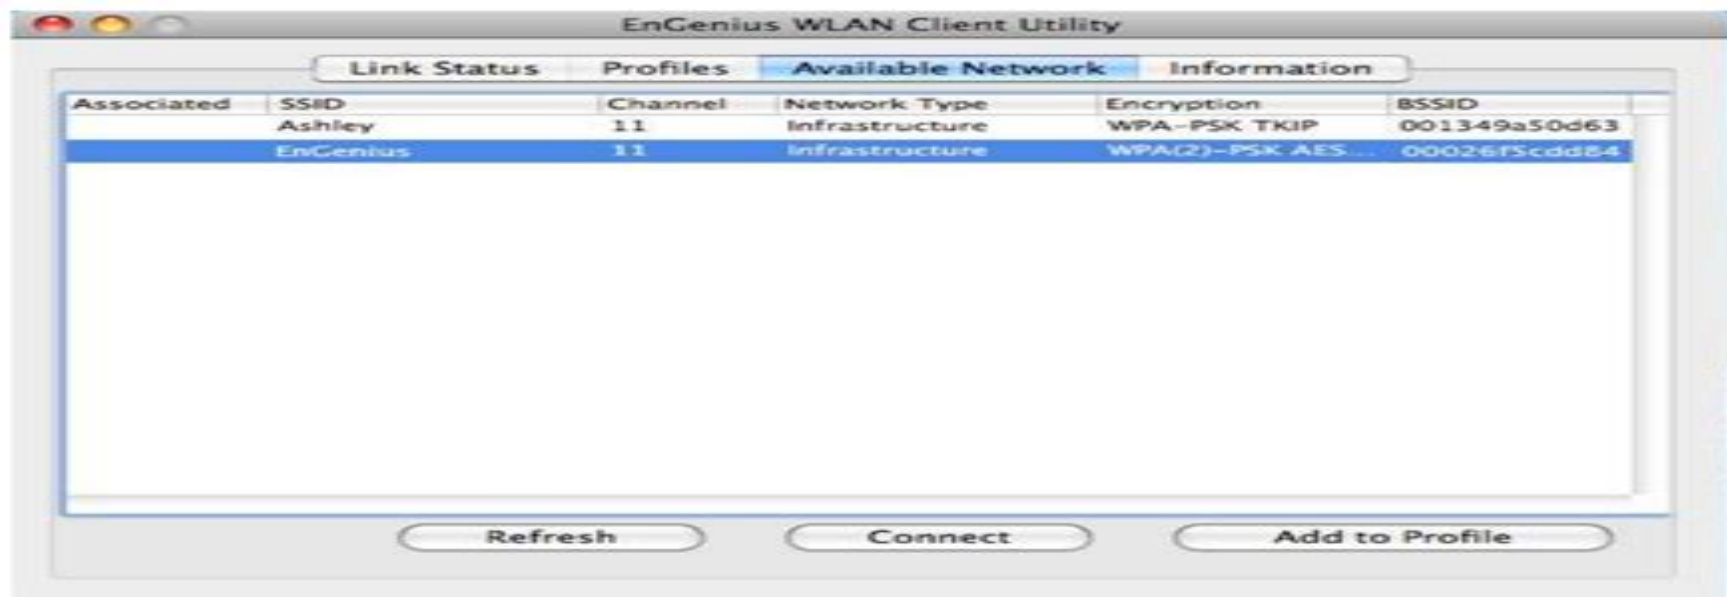 EnGenius WLAN Client Utility
Link Status Profiles Available Network Information
Associated SSID Channel Network Type Encryption BSSID
Ashley 11 Infrastructure WPA-PSK TKIP 001349a50d63
EnGenius 11 Infrastructure WPA(2)-PSK AES... 00026f5cdd84
Refresh Connect Add to Profile